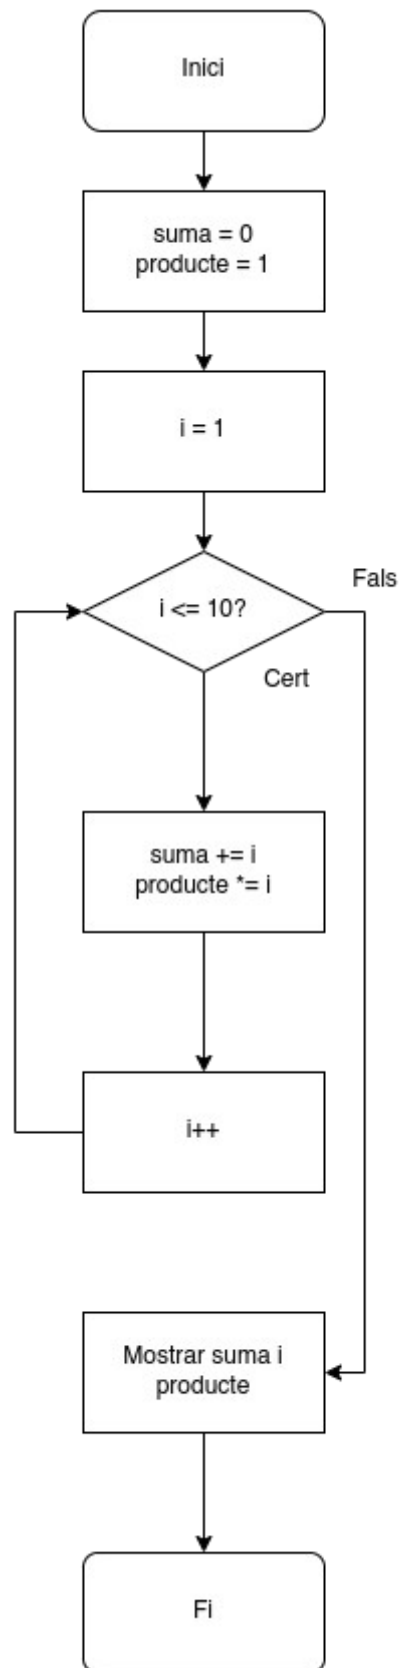 Inici
suma = 0
producte = 1
i = 1
i <= 10?
Fals
Cert
suma += i
producte *= i
i++
Mostrar suma i
producte
Fi